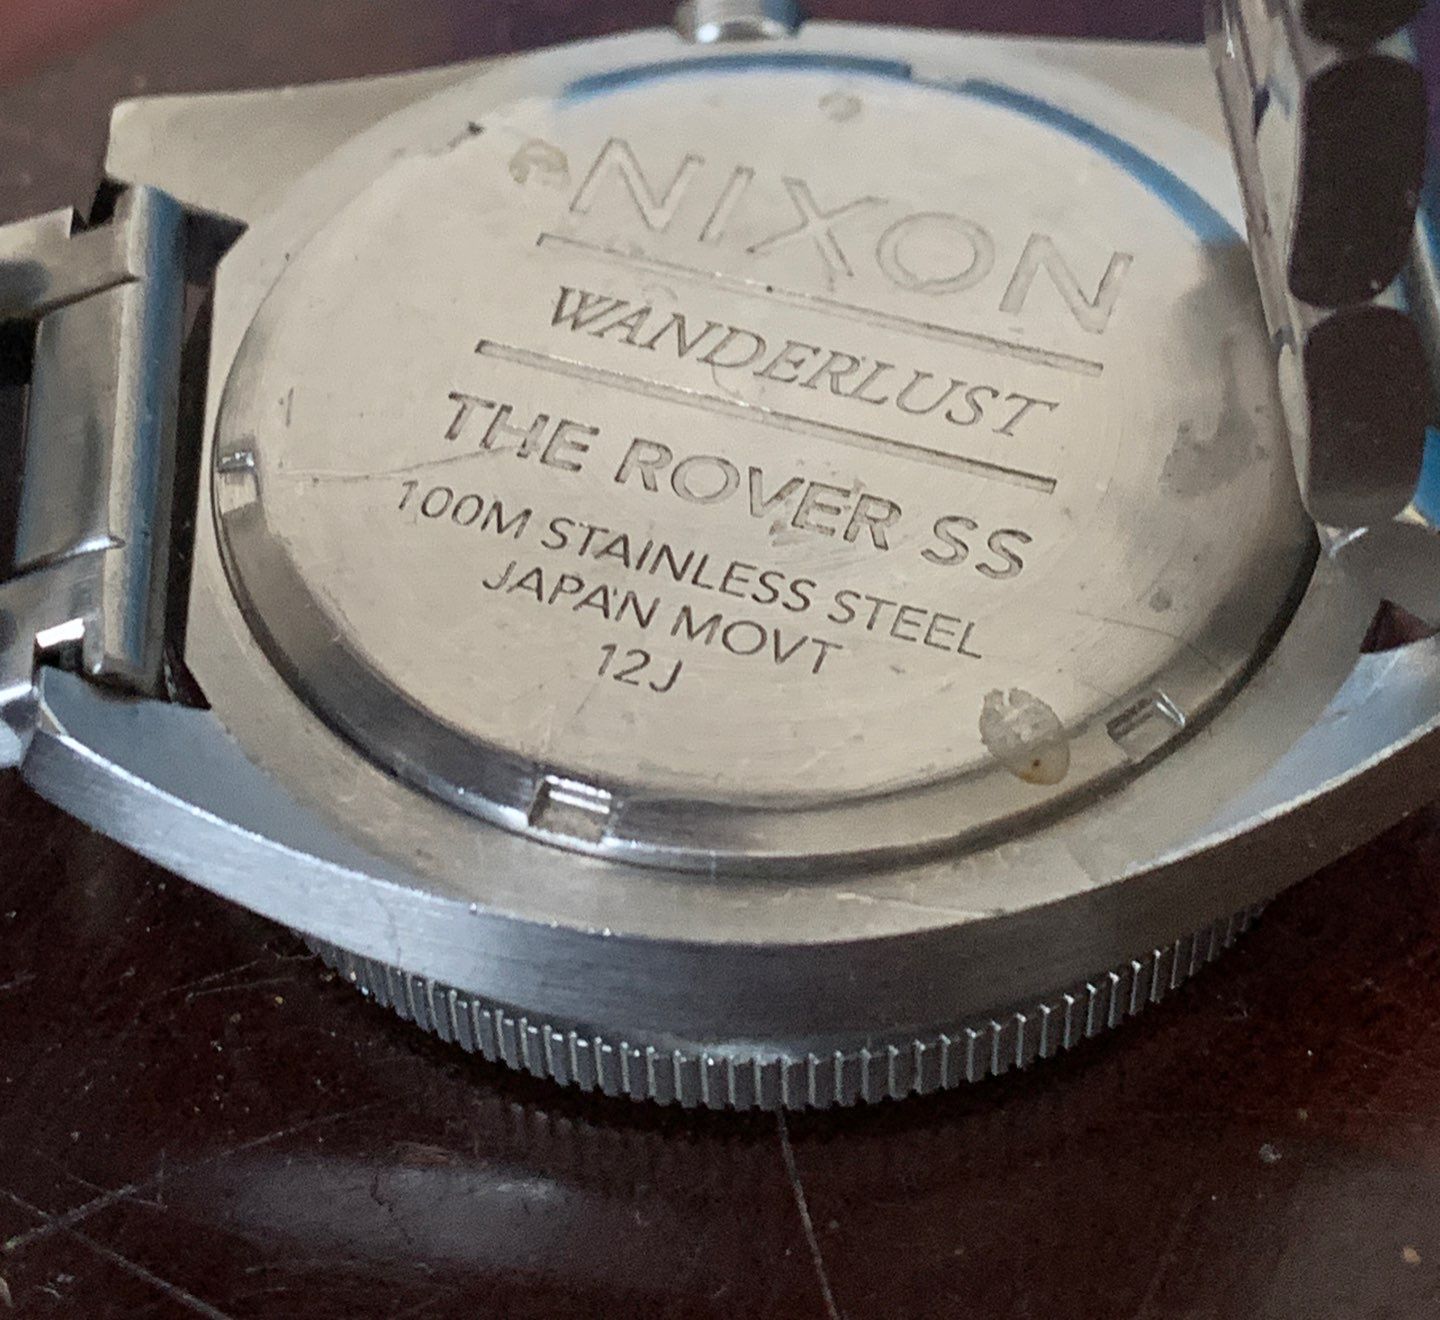 NIXON
WANDERLUST
THE ROVER SS
100M STAINLESS STEEL
JAPAN MOVT
12J